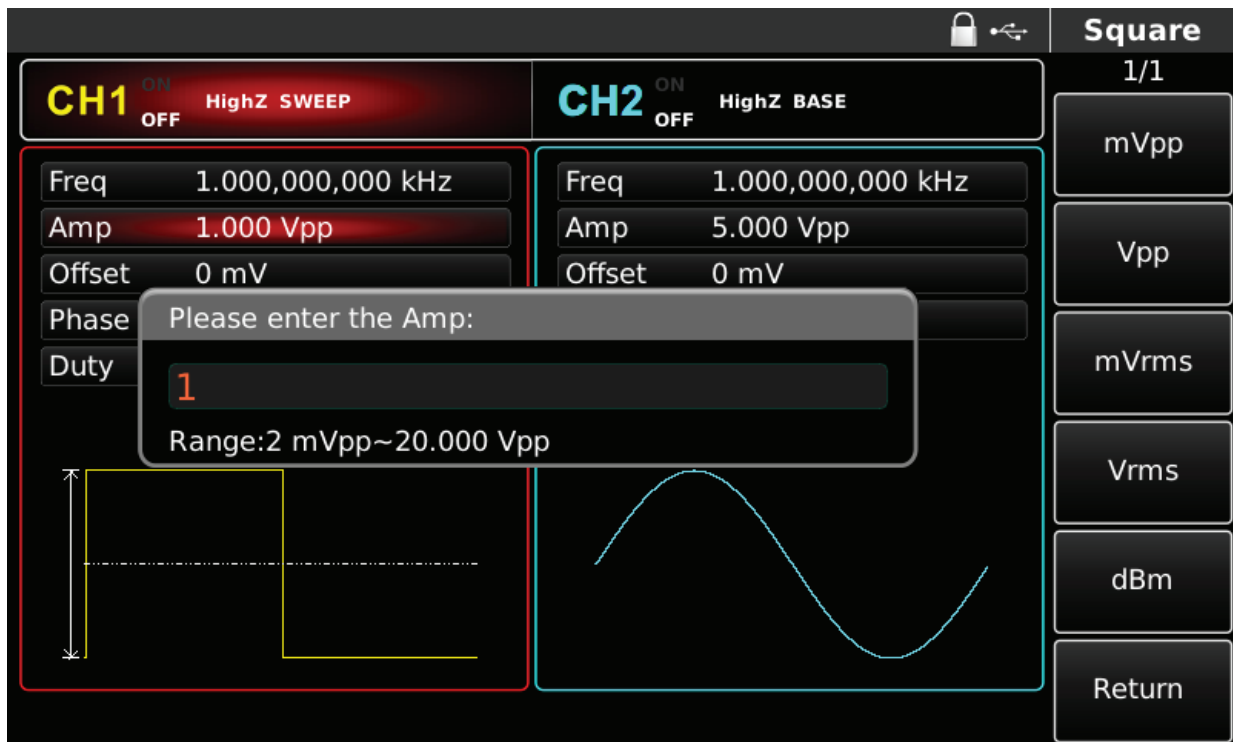 Square
1/1
CH1 ON OFF HighZ SWEEP
CH2 ON OFF HighZ BASE
Freq 1.000,000,000 kHz
Amp 1.000 Vpp
Offset 0 mV
Phase
Duty
Freq 1.000,000,000 kHz
Amp 5.000 Vpp
Offset 0 mV
Please enter the Amp:
1
Range:2 mVpp~20.000 Vpp
mVpp
Vpp
mVrms
Vrms
dBm
Return